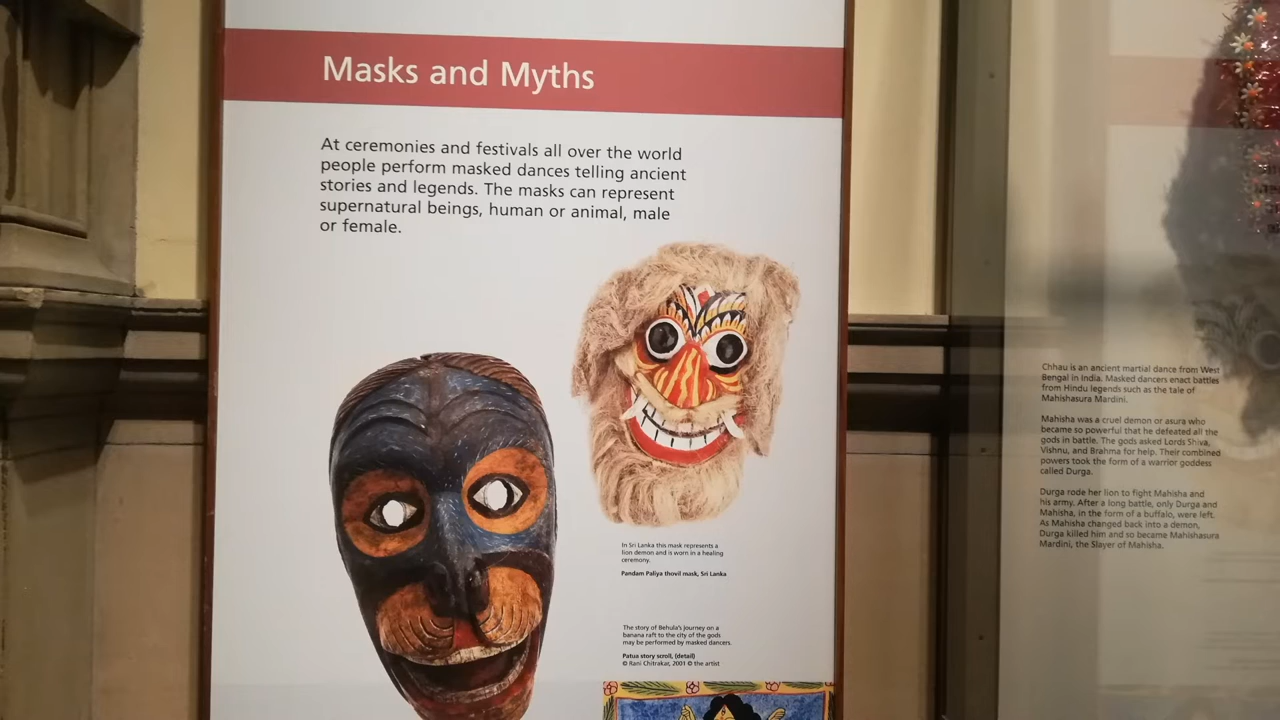 Masks and Myths
At ceremonies and festivals all over the world
people perform masked dances telling ancient
stories and legends. The masks can represent
supernatural beings, human or animal, male
or female.
In Sri Lanka this mask represents a
lion demon and is worn in a healing
ceremony.
Pandam Paliya thovil mask, Sri Lanka
The story of Behula's journey on a
banana raft to the city of the gods
may be performed by masked dancers.
Patua story scroll, (detail)
© Rani Chitrakar, 2001 © the artist
Chhau is an ancient martial dance from West
Bengal in India. Masked dancers enact battles
from Hindu legends such as the tale of
Mahishasura Mardini.
Mahisha was a cruel demon or asura who
became so powerful that he defeated all the
gods in battle. The gods asked Lords Shiva,
Vishnu, and Brahma for help. Their combined
powers took the form of a warrior goddess
called Durga.
Durga rode her lion to fight Mahisha and
his army. After a long battle, only Durga and
Mahisha, in the form of a buffalo, were left.
As Mahisha changed back into a demon,
Durga killed him and so became Mahishasura
Mardini, the Slayer of Mahisha.